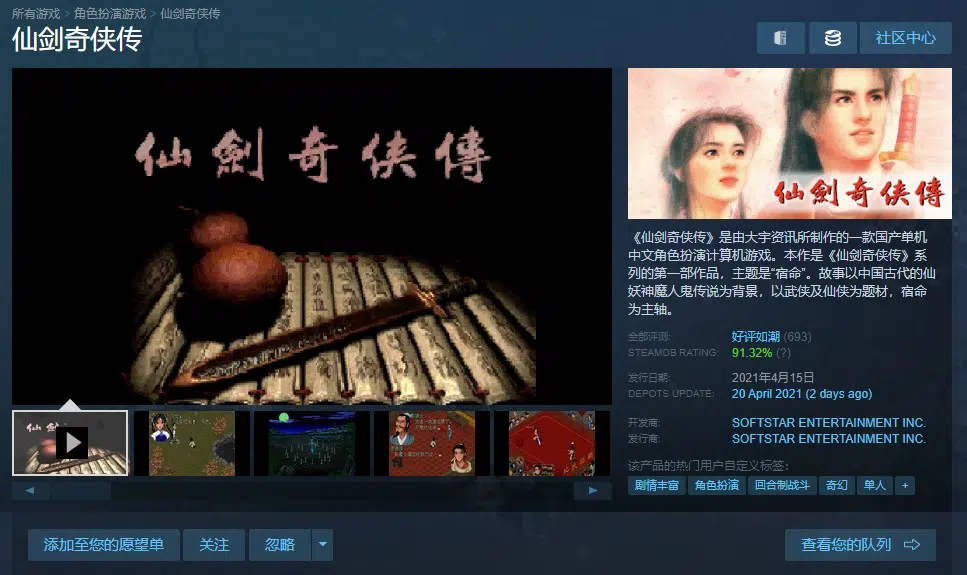 所有游戏 > 角色扮演游戏 > 仙剑奇侠传
仙剑奇侠传
社区中心
仙劍奇侠傳
仙劍奇侠傳
《仙剑奇侠传》是由大宇资讯所制作的一款国产单机
中文角色扮演计算机游戏。本作是《仙剑奇侠传》系
列的第一部作品，主题是“宿命”。故事以中国古代的仙
妖神魔人鬼传说为背景，以武侠及仙侠为题材，宿命
为主轴。
全部评测: 好评如潮 (693)
STEAMDB RATING: 91.32% (?)
发行日期: 2021年4月15日
DEPOTS UPDATE: 20 April 2021 (2 days ago)
开发商: SOFTSTAR ENTERTAINMENT INC.
发行商: SOFTSTAR ENTERTAINMENT INC.
该产品的热门用户自定义标签:
剧情丰富 角色扮演 回合制战斗 奇幻 单人 +
添加至您的愿望单 关注 忽略 查看您的队列